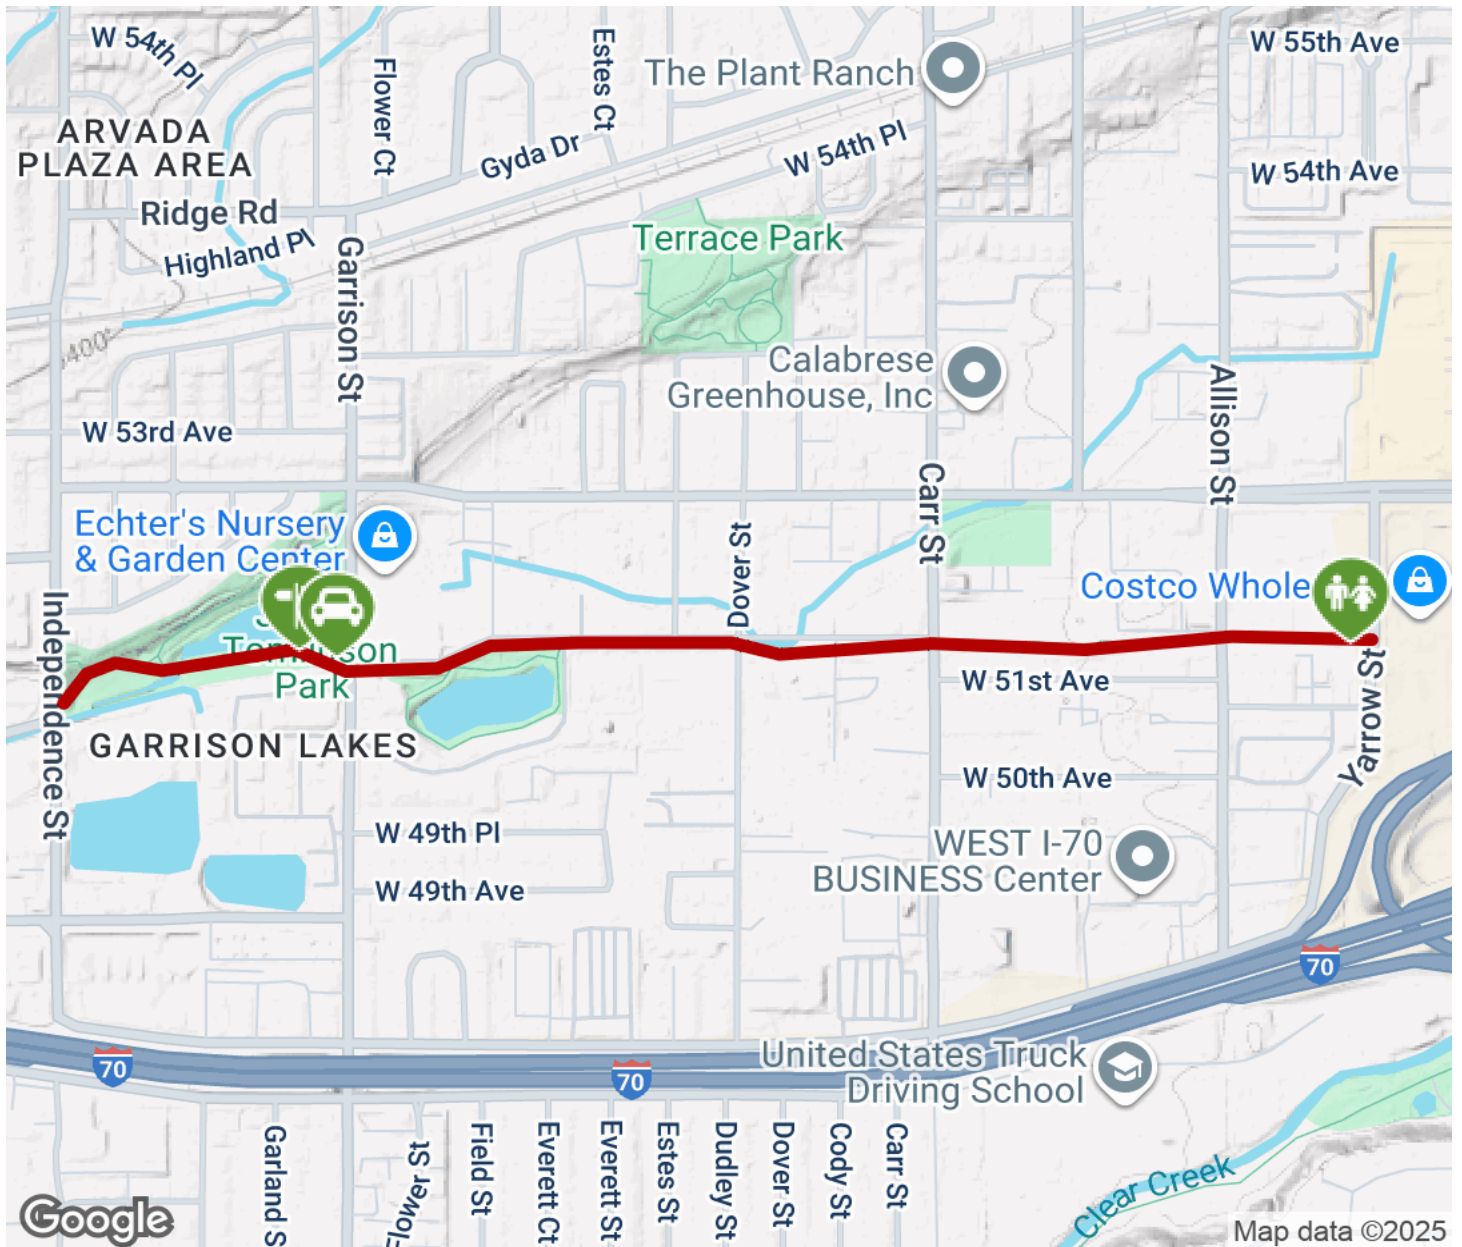 W 54th Pl
Flower Ct
Estes Ct
The Plant Ranch
W 55th Ave
ARVADA
PLAZA AREA
Gyda Dr
W 54th Pl
W 54th Ave
Ridge Rd
Highland Pl
Garrison St
Terrace Park
5400
Calabrese
Greenhouse, Inc
Allison St
W 53rd Ave
Carr St
Echter's Nursery
& Garden Center
Dover St
Costco Whole
Independence St
Park
W 51st Ave
Yarrow St
GARRISON LAKES
W 50th Ave
W 49th Pl
WEST I-70
BUSINESS Center
W 49th Ave
70
70
70
United States Truck
Driving School
Garland S
Flower St
Field St
Everett Ct
Everett St
Estes St
Dudley St
Dover St
Cody St
Carr St
Clear Creek
Google
Map data ©2025